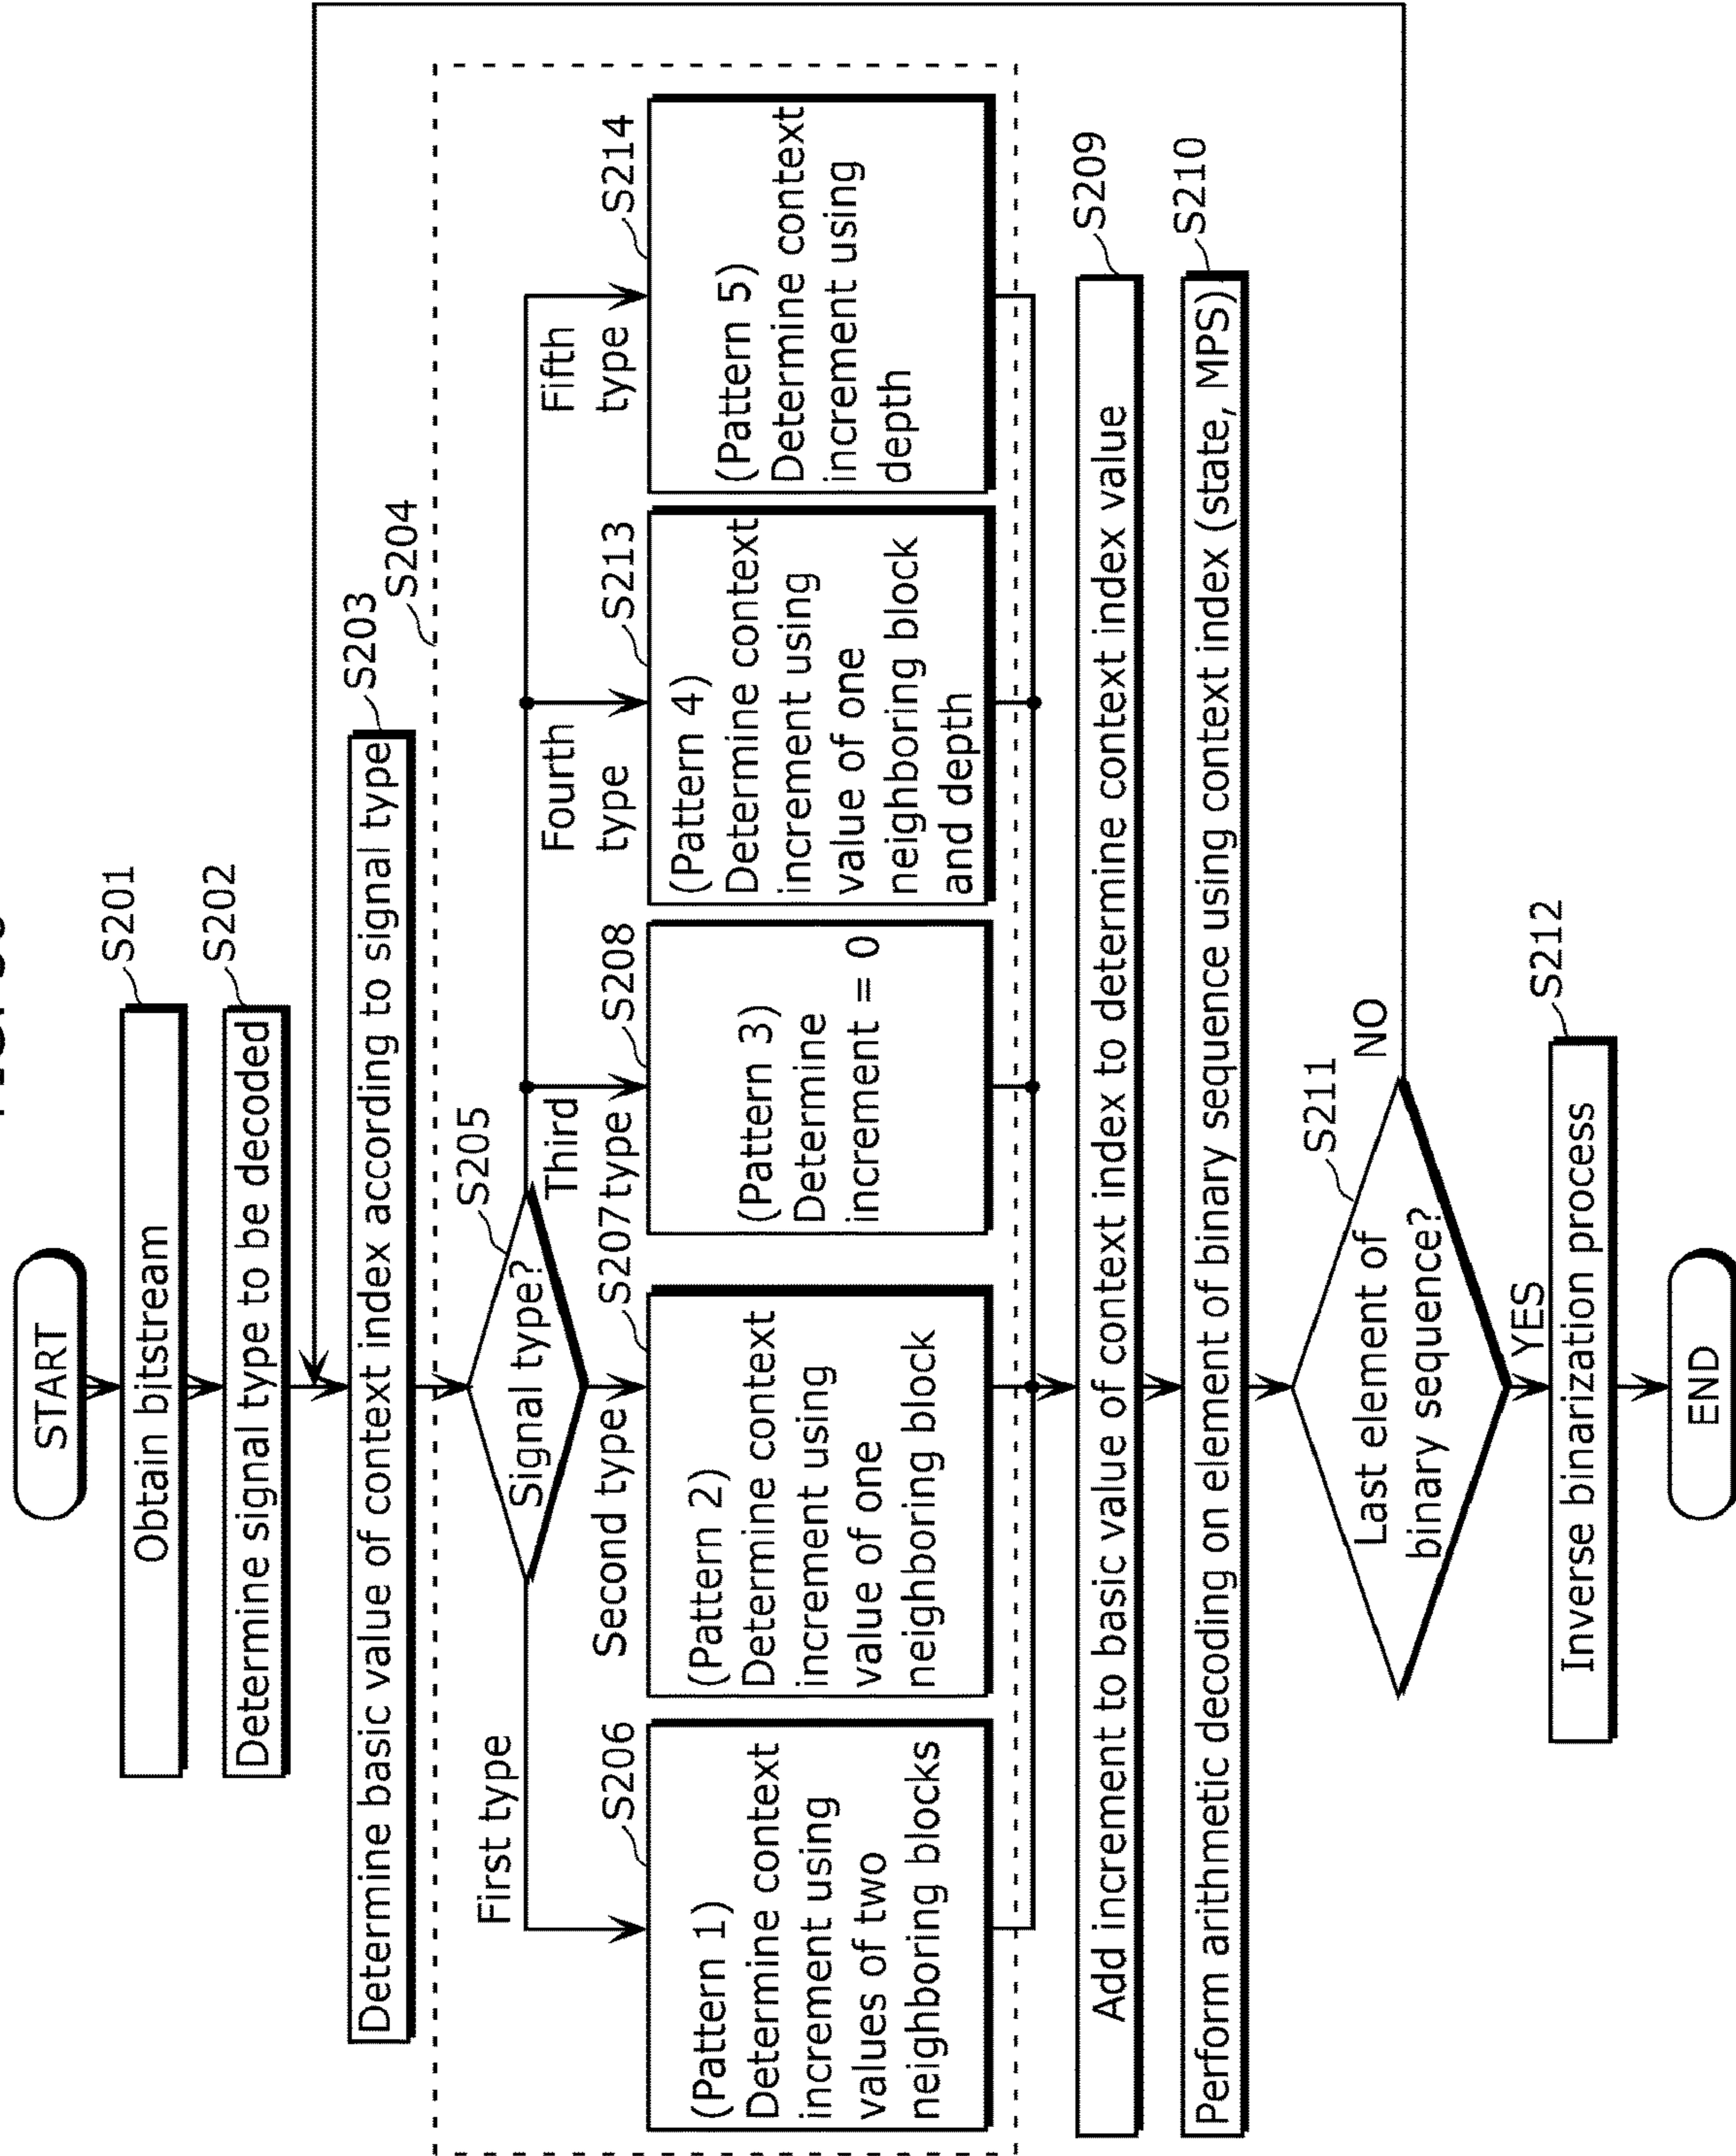 START
Obtain bitstream
S201
Determine signal type to be decoded
S202
Determine basic value of context index according to signal type
S203
S204
Signal type?
S205
First type
Second type
Third
type
Fourth
type
Fifth
type
S206
(Pattern 1)
Determine context
increment using
values of two
neighboring blocks
S207
(Pattern 2)
Determine context
increment using
value of one
neighboring block
S208
(Pattern 3)
Determine
increment = 0
S213
(Pattern 4)
Determine context
increment using
value of one
neighboring block
and depth
S214
(Pattern 5)
Determine context
increment using
depth
Add increment to basic value of context index to determine context index value
S209
Perform arithmetic decoding on element of binary sequence using context index (state, MPS)
S210
Last element of
binary sequence?
S211
NO
YES
Inverse binarization process
S212
END